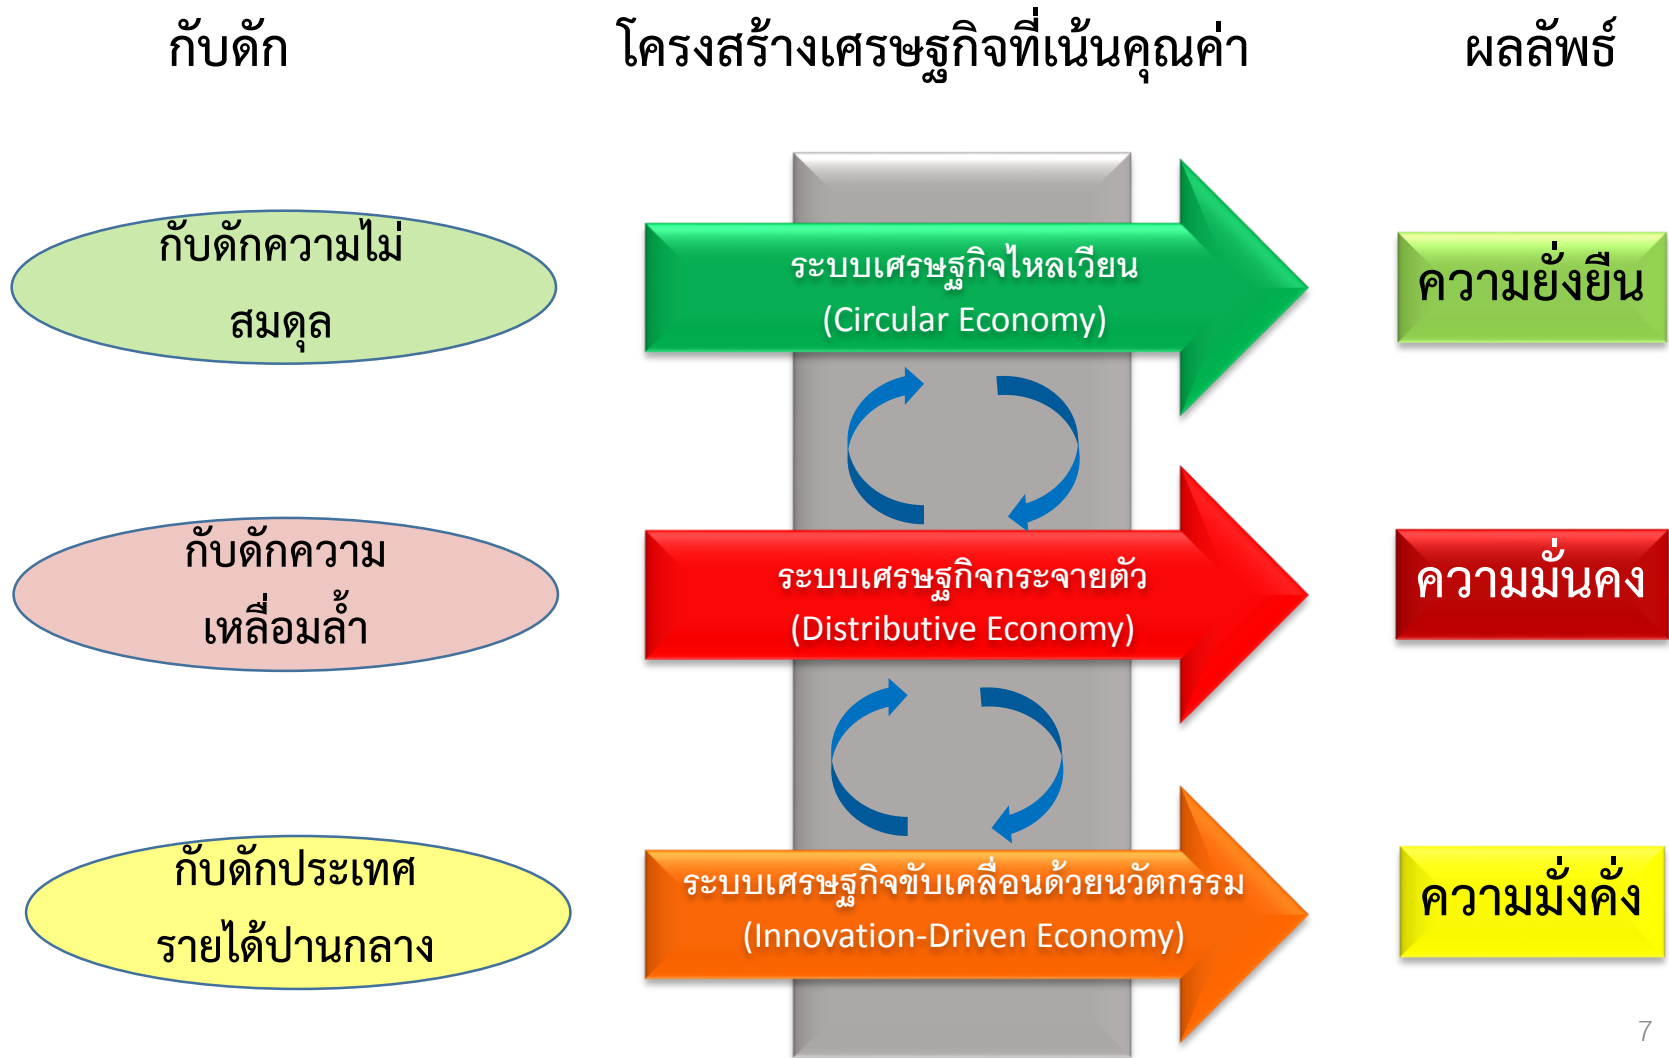 กับดัก
โครงสร้างเศรษฐกิจที่เน้นคุณค่า
ผลลัพธ์
กับดักความไม่
สมดุล
ระบบเศรษฐกิจไหลเวียน
(Circular Economy)
ความยั่งยืน
กับดักความ
เหลื่อมล้ำ
ระบบเศรษฐกิจกระจายตัว
(Distributive Economy)
ความมั่นคง
กับดักประเทศ
รายได้ปานกลาง
ระบบเศรษฐกิจขับเคลื่อนด้วยนวัตกรรม
(Innovation-Driven Economy)
ความมั่งคั่ง
7